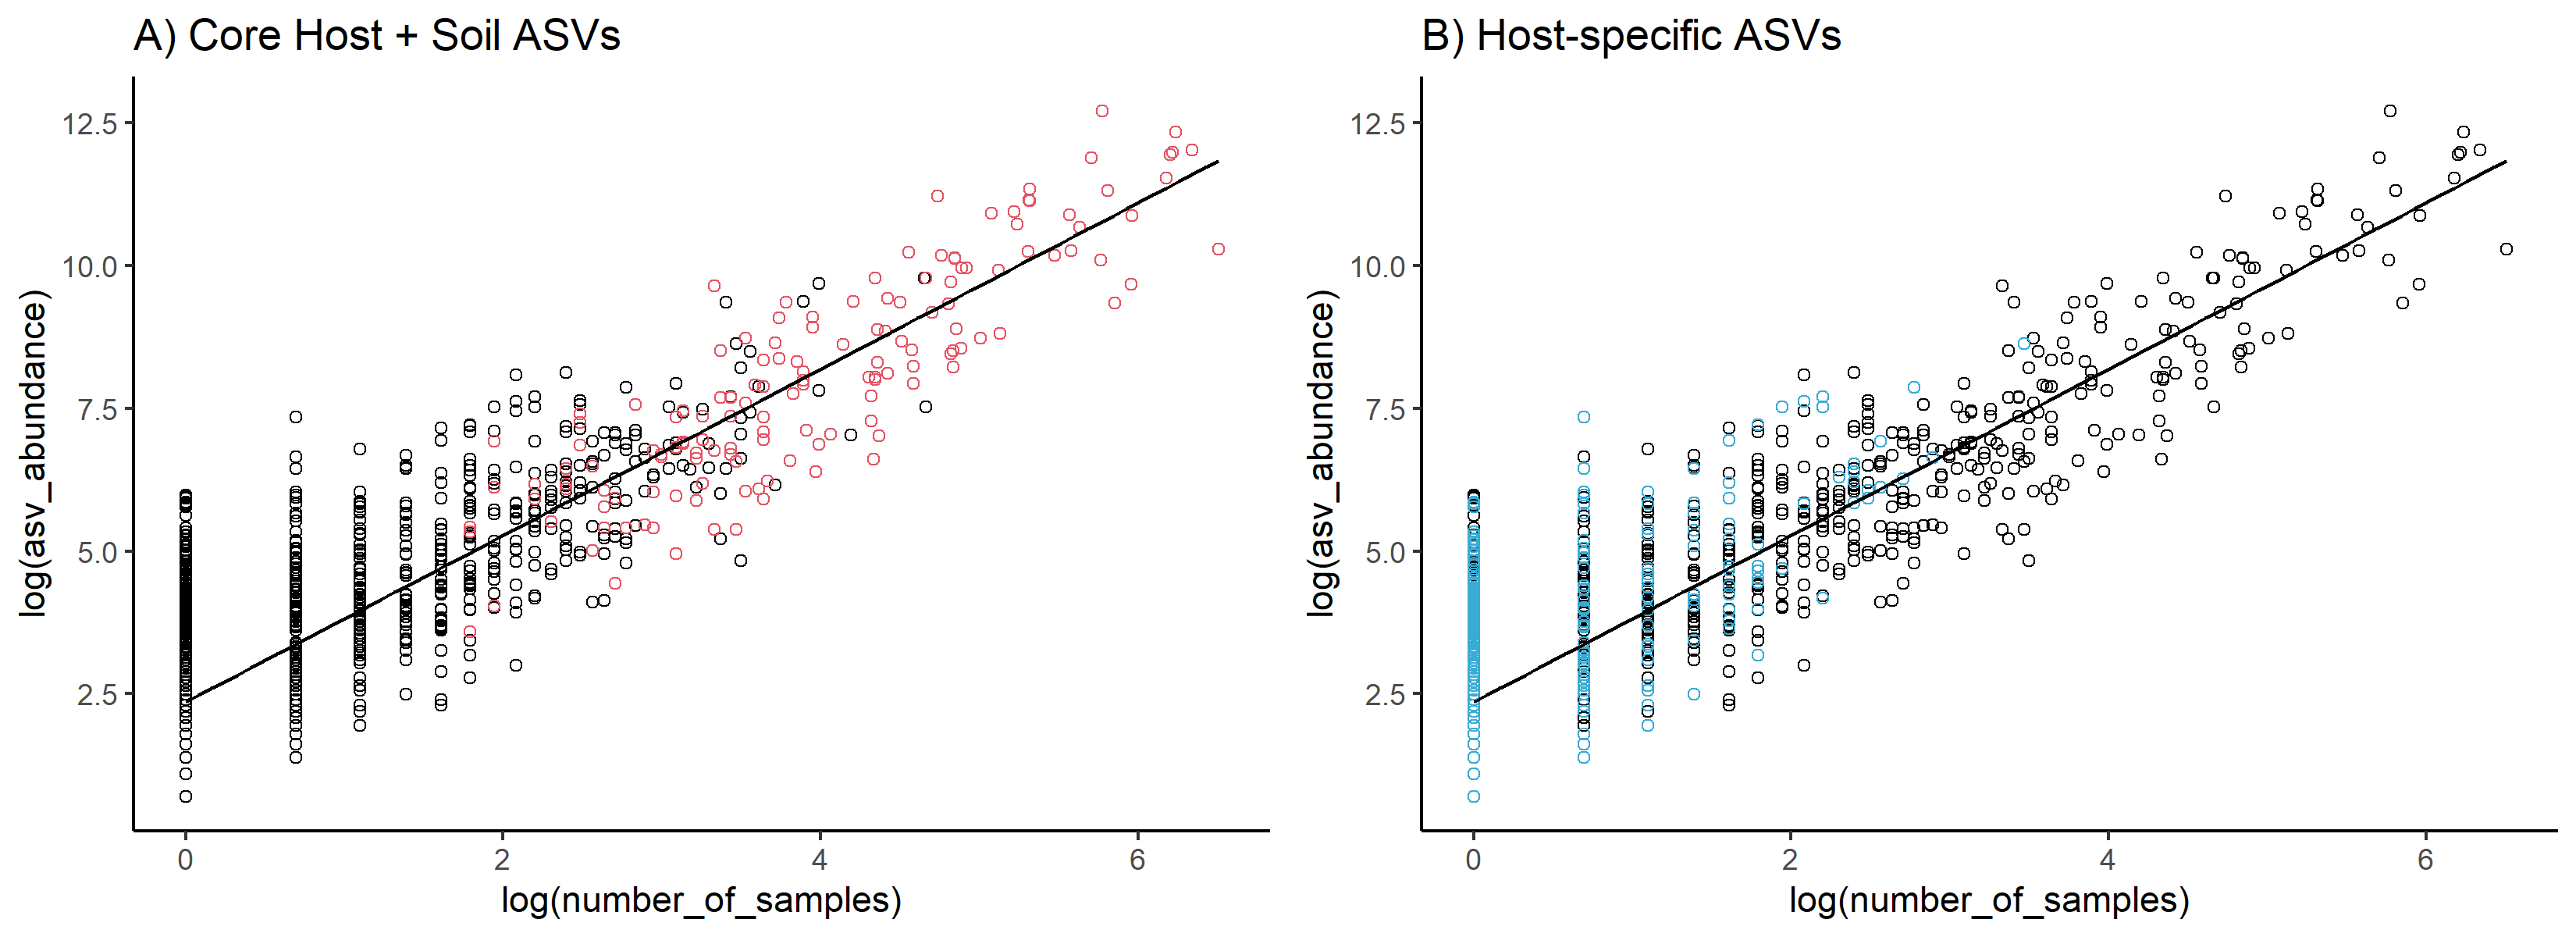 A) Core Host + Soil ASVs
12.5
10.0
7.5
5.0
2.5
log(asv_abundance)
0 2 4 6
log(number_of_samples)
B) Host-specific ASVs
12.5
10.0
7.5
5.0
2.5
log(asv_abundance)
0 2 4 6
log(number_of_samples)